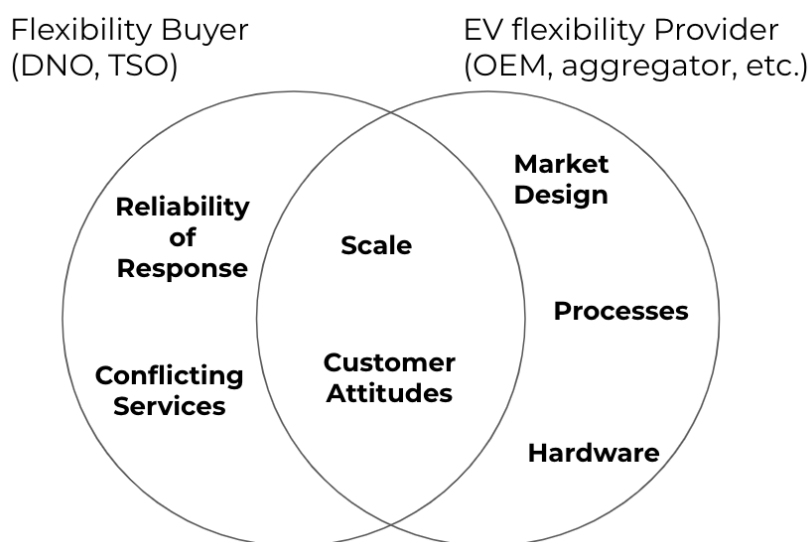 Flexibility Buyer
(DNO, TSO)
EV flexibility Provider
(OEM, aggregator, etc.)
Reliability
of
Response
Conflicting
Services
Scale
Customer
Attitudes
Market
Design
Processes
Hardware